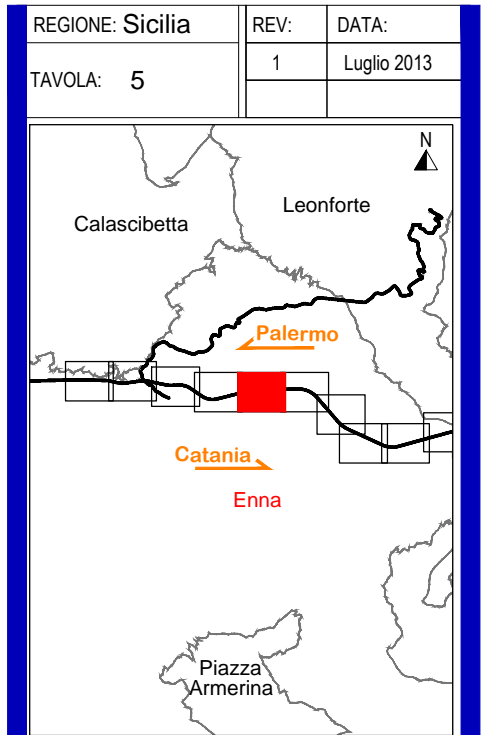 REGIONE: Sicilia
REV:
DATA:
1
Luglio 2013
TAVOLA: 5
N
Leonforte
Calascibetta
Palermo
Catania
Enna
Piazza
Armerina